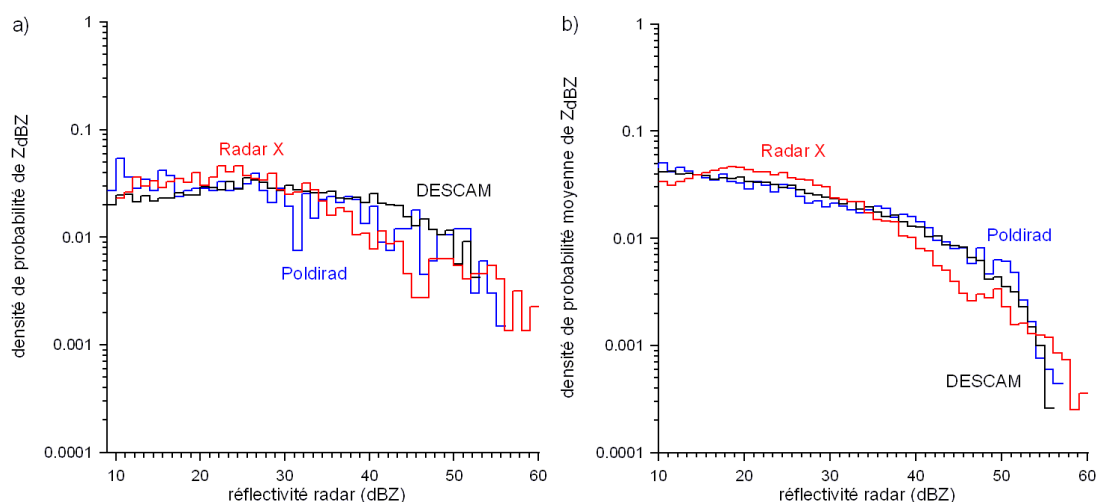 a)
densité de probabilité de ZdBZ
1
0.1
0.01
0.001
0.0001
Radar X
DESCAM
Poldirad
10 20 30 40 50 60
réflectivité radar (dBZ)
b)
densité de probabilité moyenne de ZdBZ
1
0.1
0.01
0.001
0.0001
Radar X
Poldirad
DESCAM
10 20 30 40 50 60
réflectivité radar (dBZ)